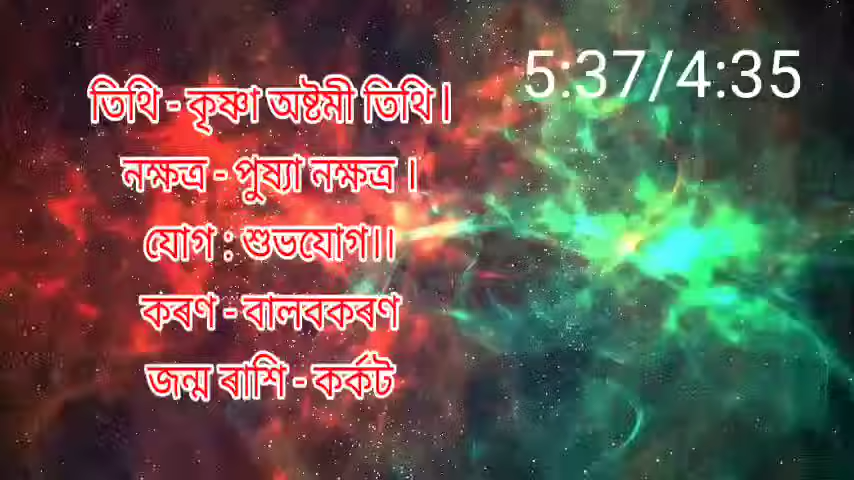 5:37/4:35
তিথি - কৃষ্ণা অষ্টমী তিথি।
নক্ষত্ৰ - পুষ্যা নক্ষত্ৰ ।
যোগ : শুভযোগ।।
কৰণ - বালবকৰণ
জন্ম ৰাশি - কৰ্কট